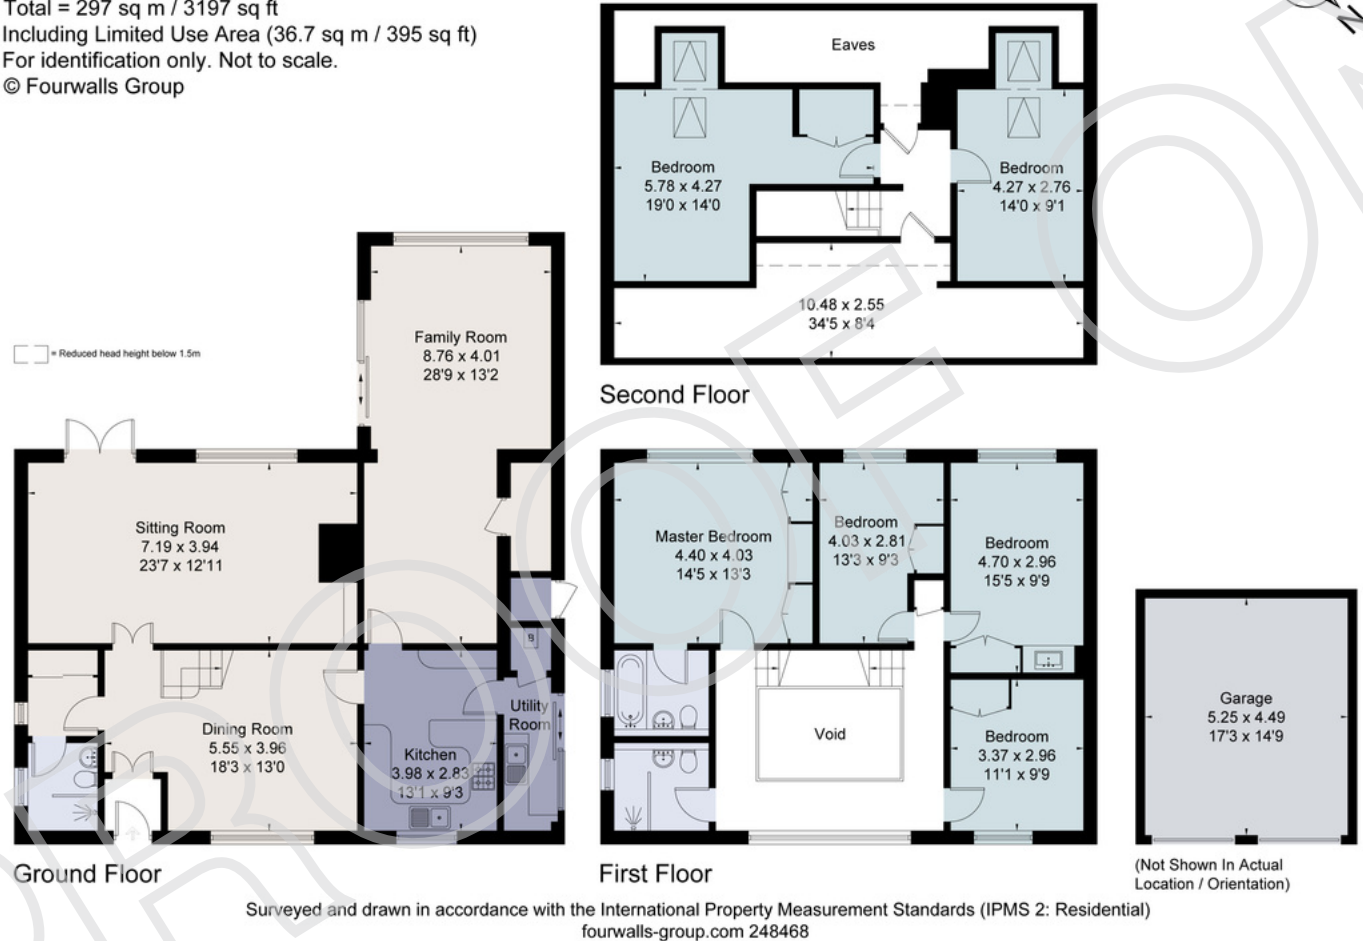 Total = 297 sq m / 3197 sq ft
Including Limited Use Area (36.7 sq m / 395 sq ft)
For identification only. Not to scale.
© Fourwalls Group
N
Eaves
Bedroom
5.78 x 4.27
19'0 x 14'0
Bedroom
4.27 x 2.76
14'0 x 9'1
10.48 x 2.55
34'5 x 8'4
Second Floor
= Reduced head height below 1.5m
Family Room
8.76 x 4.01
28'9 x 13'2
Sitting Room
7.19 x 3.94
23'7 x 12'11
B
Utility
Room
Dining Room
5.55 x 3.96
18'3 x 13'0
Kitchen
3.98 x 2.83
13'1 x 9'3
Ground Floor
Master Bedroom
4.40 x 4.03
14'5 x 13'3
Bedroom
4.03 x 2.81
13'3 x 9'3
Bedroom
4.70 x 2.96
15'5 x 9'9
Void
Bedroom
3.37 x 2.96
11'1 x 9'9
First Floor
Garage
5.25 x 4.49
17'3 x 14'9
(Not Shown In Actual
Location / Orientation)
Surveyed and drawn in accordance with the International Property Measurement Standards (IPMS 2: Residential)
fourwalls-group.com 248468